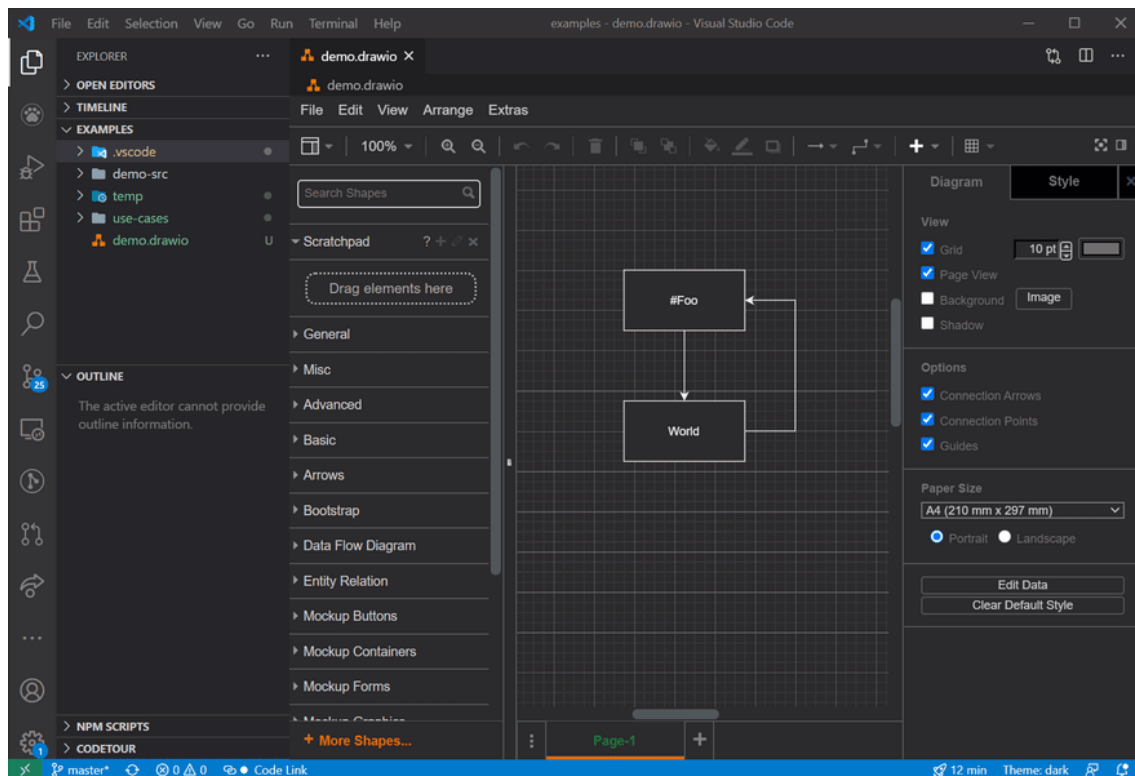 File Edit Selection View Go Run Terminal Help examples - demo.drawio - Visual Studio Code
EXPLORER
OPEN EDITORS
TIMELINE
EXAMPLES
.vscode
demo-src
temp
use-cases
demo.drawio U
OUTLINE
The active editor cannot provide
outline information.
NPM SCRIPTS
CODETOUR
25
1
demo.drawio
demo.drawio
File Edit View Arrange Extras
100%
Search Shapes
Scratchpad ?
Drag elements here
General
Misc
Advanced
Basic
Arrows
Bootstrap
Data Flow Diagram
Entity Relation
Mockup Buttons
Mockup Containers
Mockup Forms
+ More Shapes...
#Foo
World
Page-1
Diagram Style
View
Grid 10 pt
Page View
Background Image
Shadow
Options
Connection Arrows
Connection Points
Guides
Paper Size
A4 (210 mm x 297 mm)
Portrait Landscape
Edit Data
Clear Default Style
master* 0 0 Code Link 12 min Theme: dark